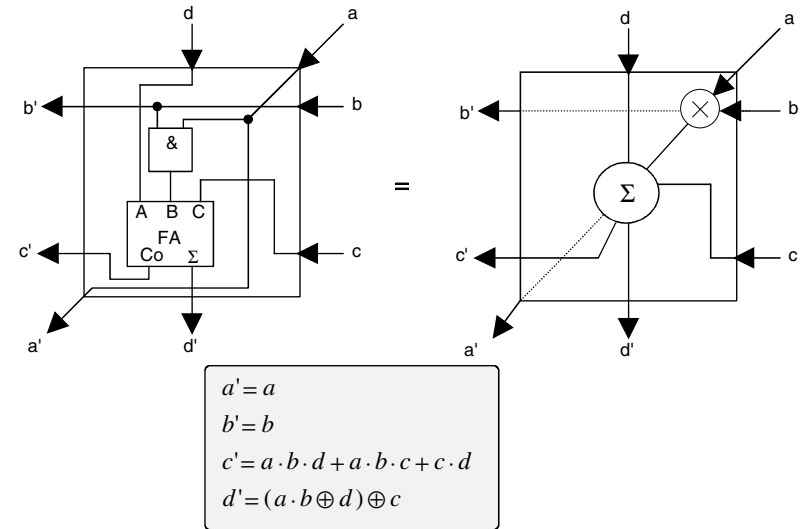 d
a
b'
b
&
A B C
FA
Co Σ
c'
c
a'
d'
=
d
a
×
b'
b
Σ
c'
c
a'
d'
a'=a
b'=b
c'=a·b·d+a·b·c+c·d
d'=(a·b⊕d)⊕c